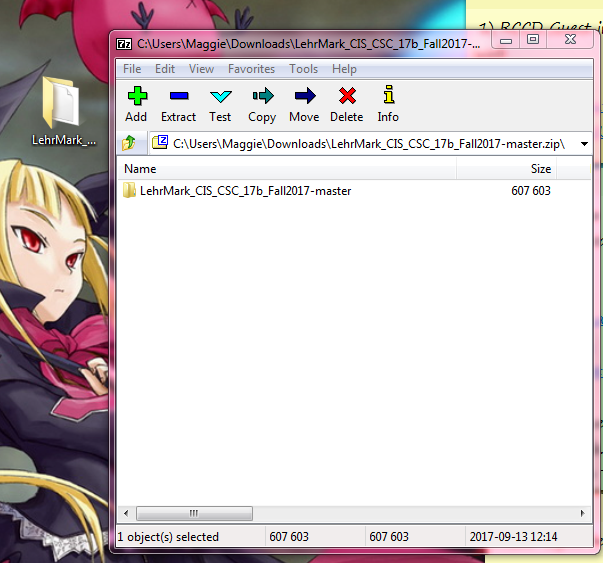 1) RCCD Guest i
7z C:\Users\Maggie\Downloads\LehrMark_CIS_CSC_17b_Fall2017-...
File Edit View Favorites Tools Help
Add Extract Test Copy Move Delete Info
C:\Users\Maggie\Downloads\LehrMark_CIS_CSC_17b_Fall2017-master.zip\
Name Size
LehrMark_CIS_CSC_17b_Fall2017-master 607 603
LehrMark_...
1 object(s) selected 607 603 607 603 2017-09-13 12:14